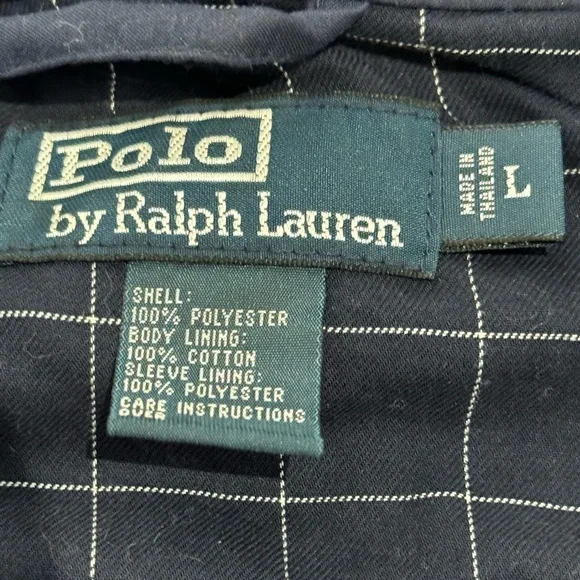 Polo
by Ralph Lauren
MADE IN
THAILAND
L
SHELL:
100% POLYESTER
BODY LINING:
100% COTTON
SLEEVE LINING:
100% POLYESTER
CARE INSTRUCTIONS